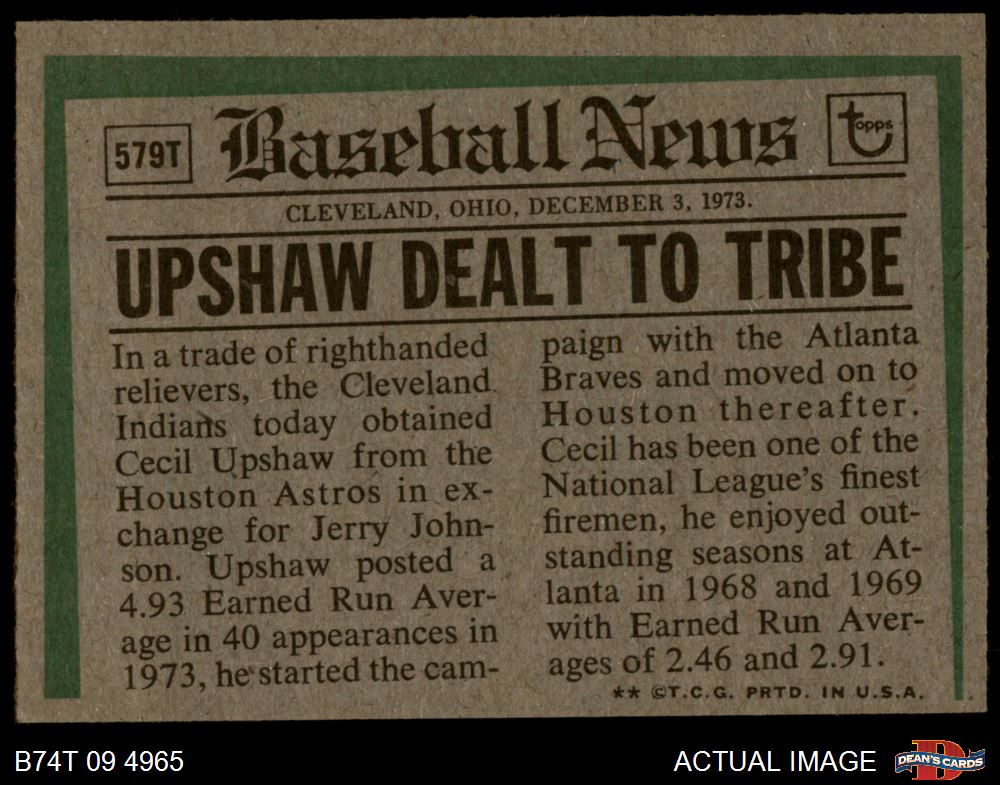 579T
Baseball News
topps
CLEVELAND, OHIO, DECEMBER 3, 1973.
UPSHAW DEALT TO TRIBE
In a trade of righthanded
relievers, the Cleveland
Indians today obtained
Cecil Upshaw from the
Houston Astros in ex-
change for Jerry John-
son. Upshaw posted a
4.93 Earned Run Aver-
age in 40 appearances in
1973, he started the cam-
paign with the Atlanta
Braves and moved on to
Houston thereafter.
Cecil has been one of the
National League's finest
firemen, he enjoyed out-
standing seasons at At-
lanta in 1968 and 1969
with Earned Run Aver-
ages of 2.46 and 2.91.
** ©T.C.G. PRTD. IN U.S.A.
B74T 09 4965
ACTUAL IMAGE
DEAN'S CARDS